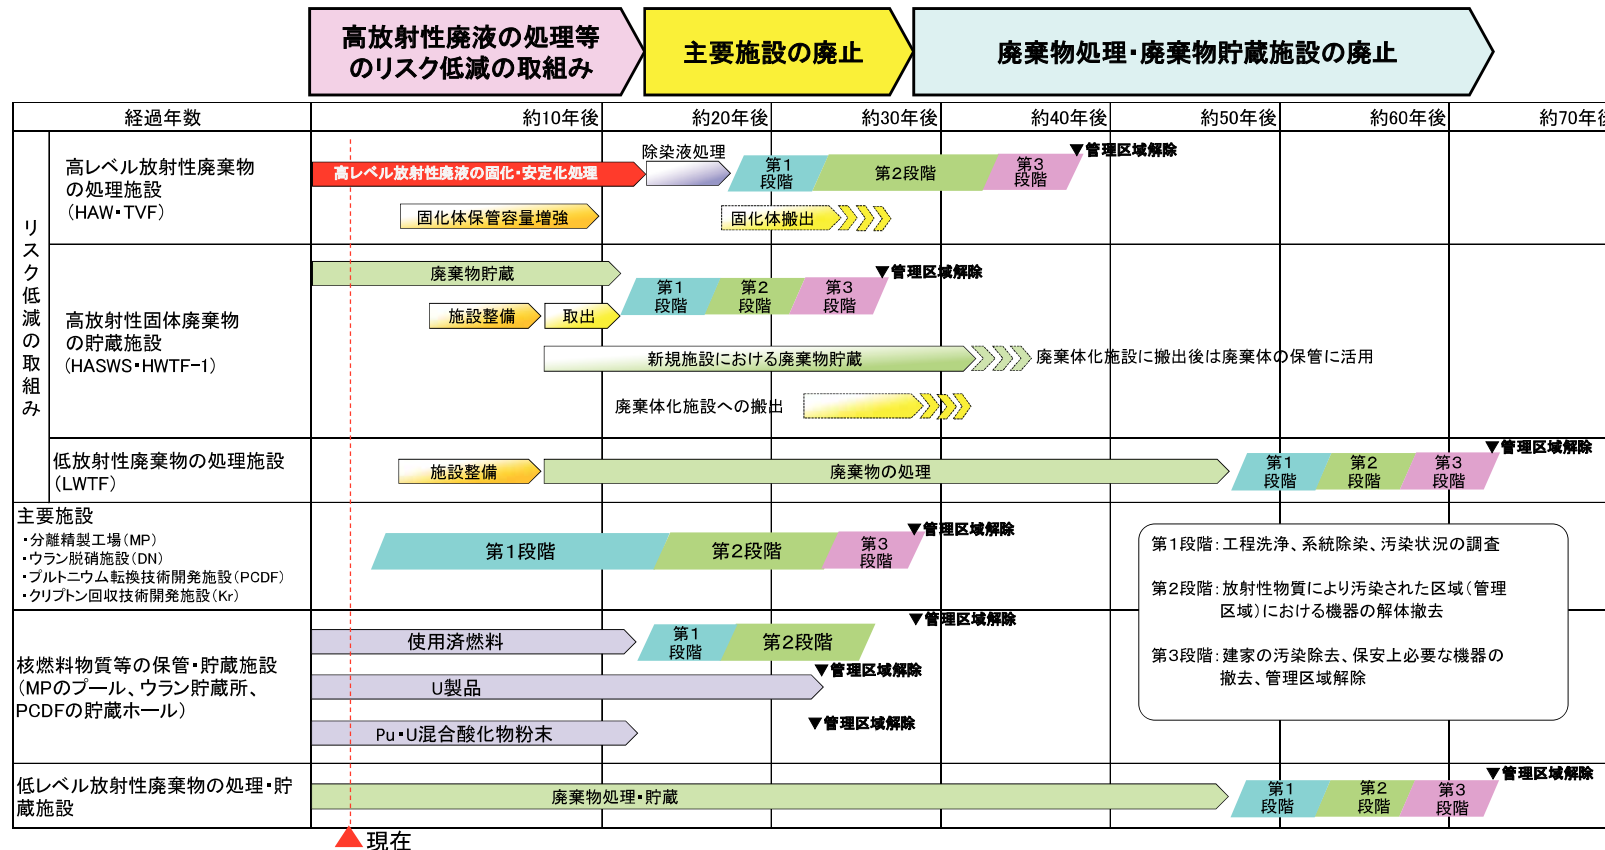 高放射性廃液の処理等
のリスク低減の取組み
主要施設の廃止
廃棄物処理・廃棄物貯蔵施設の廃止
経過年数
約10年後
約20年後
約30年後
約40年後
約50年後
約60年後
約70年後
リスク低減の取組み
高レベル放射性廃棄物
の処理施設
(HAW・TVF)
高レベル放射性廃液の固化・安定化処理
除染液処理
第1
段階
第2段階
第3
段階
▼管理区域解除
固化体保管容量増強
固化体搬出
高放射性固体廃棄物
の貯蔵施設
(HASWS・HWTF-1)
廃棄物貯蔵
第1
段階
第2
段階
第3
段階
▼管理区域解除
施設整備
取出
新規施設における廃棄物貯蔵
廃棄体化施設に搬出後は廃棄体の保管に活用
廃棄体化施設への搬出
低放射性廃棄物の処理施設
(LWTF)
施設整備
廃棄物の処理
第1
段階
第2
段階
第3
段階
▼管理区域解除
主要施設
・分離精製工場(MP)
・ウラン脱硝施設(DN)
・プルトニウム転換技術開発施設(PCDF)
・クリプトン回収技術開発施設(Kr)
第1段階
第2段階
第3
段階
▼管理区域解除
第1段階:工程洗浄、系統除染、汚染状況の調査
第2段階:放射性物質により汚染された区域(管理
区域)における機器の解体撤去
第3段階:建家の汚染除去、保安上必要な機器の
撤去、管理区域解除
核燃料物質等の保管・貯蔵施設
(MPのプール、ウラン貯蔵所、
PCDFの貯蔵ホール)
使用済燃料
第1
段階
第2段階
▼管理区域解除
U製品
▼管理区域解除
Pu・U混合酸化物粉末
▼管理区域解除
低レベル放射性廃棄物の処理・貯
蔵施設
廃棄物処理・貯蔵
第1
段階
第2
段階
第3
段階
▼管理区域解除
現在